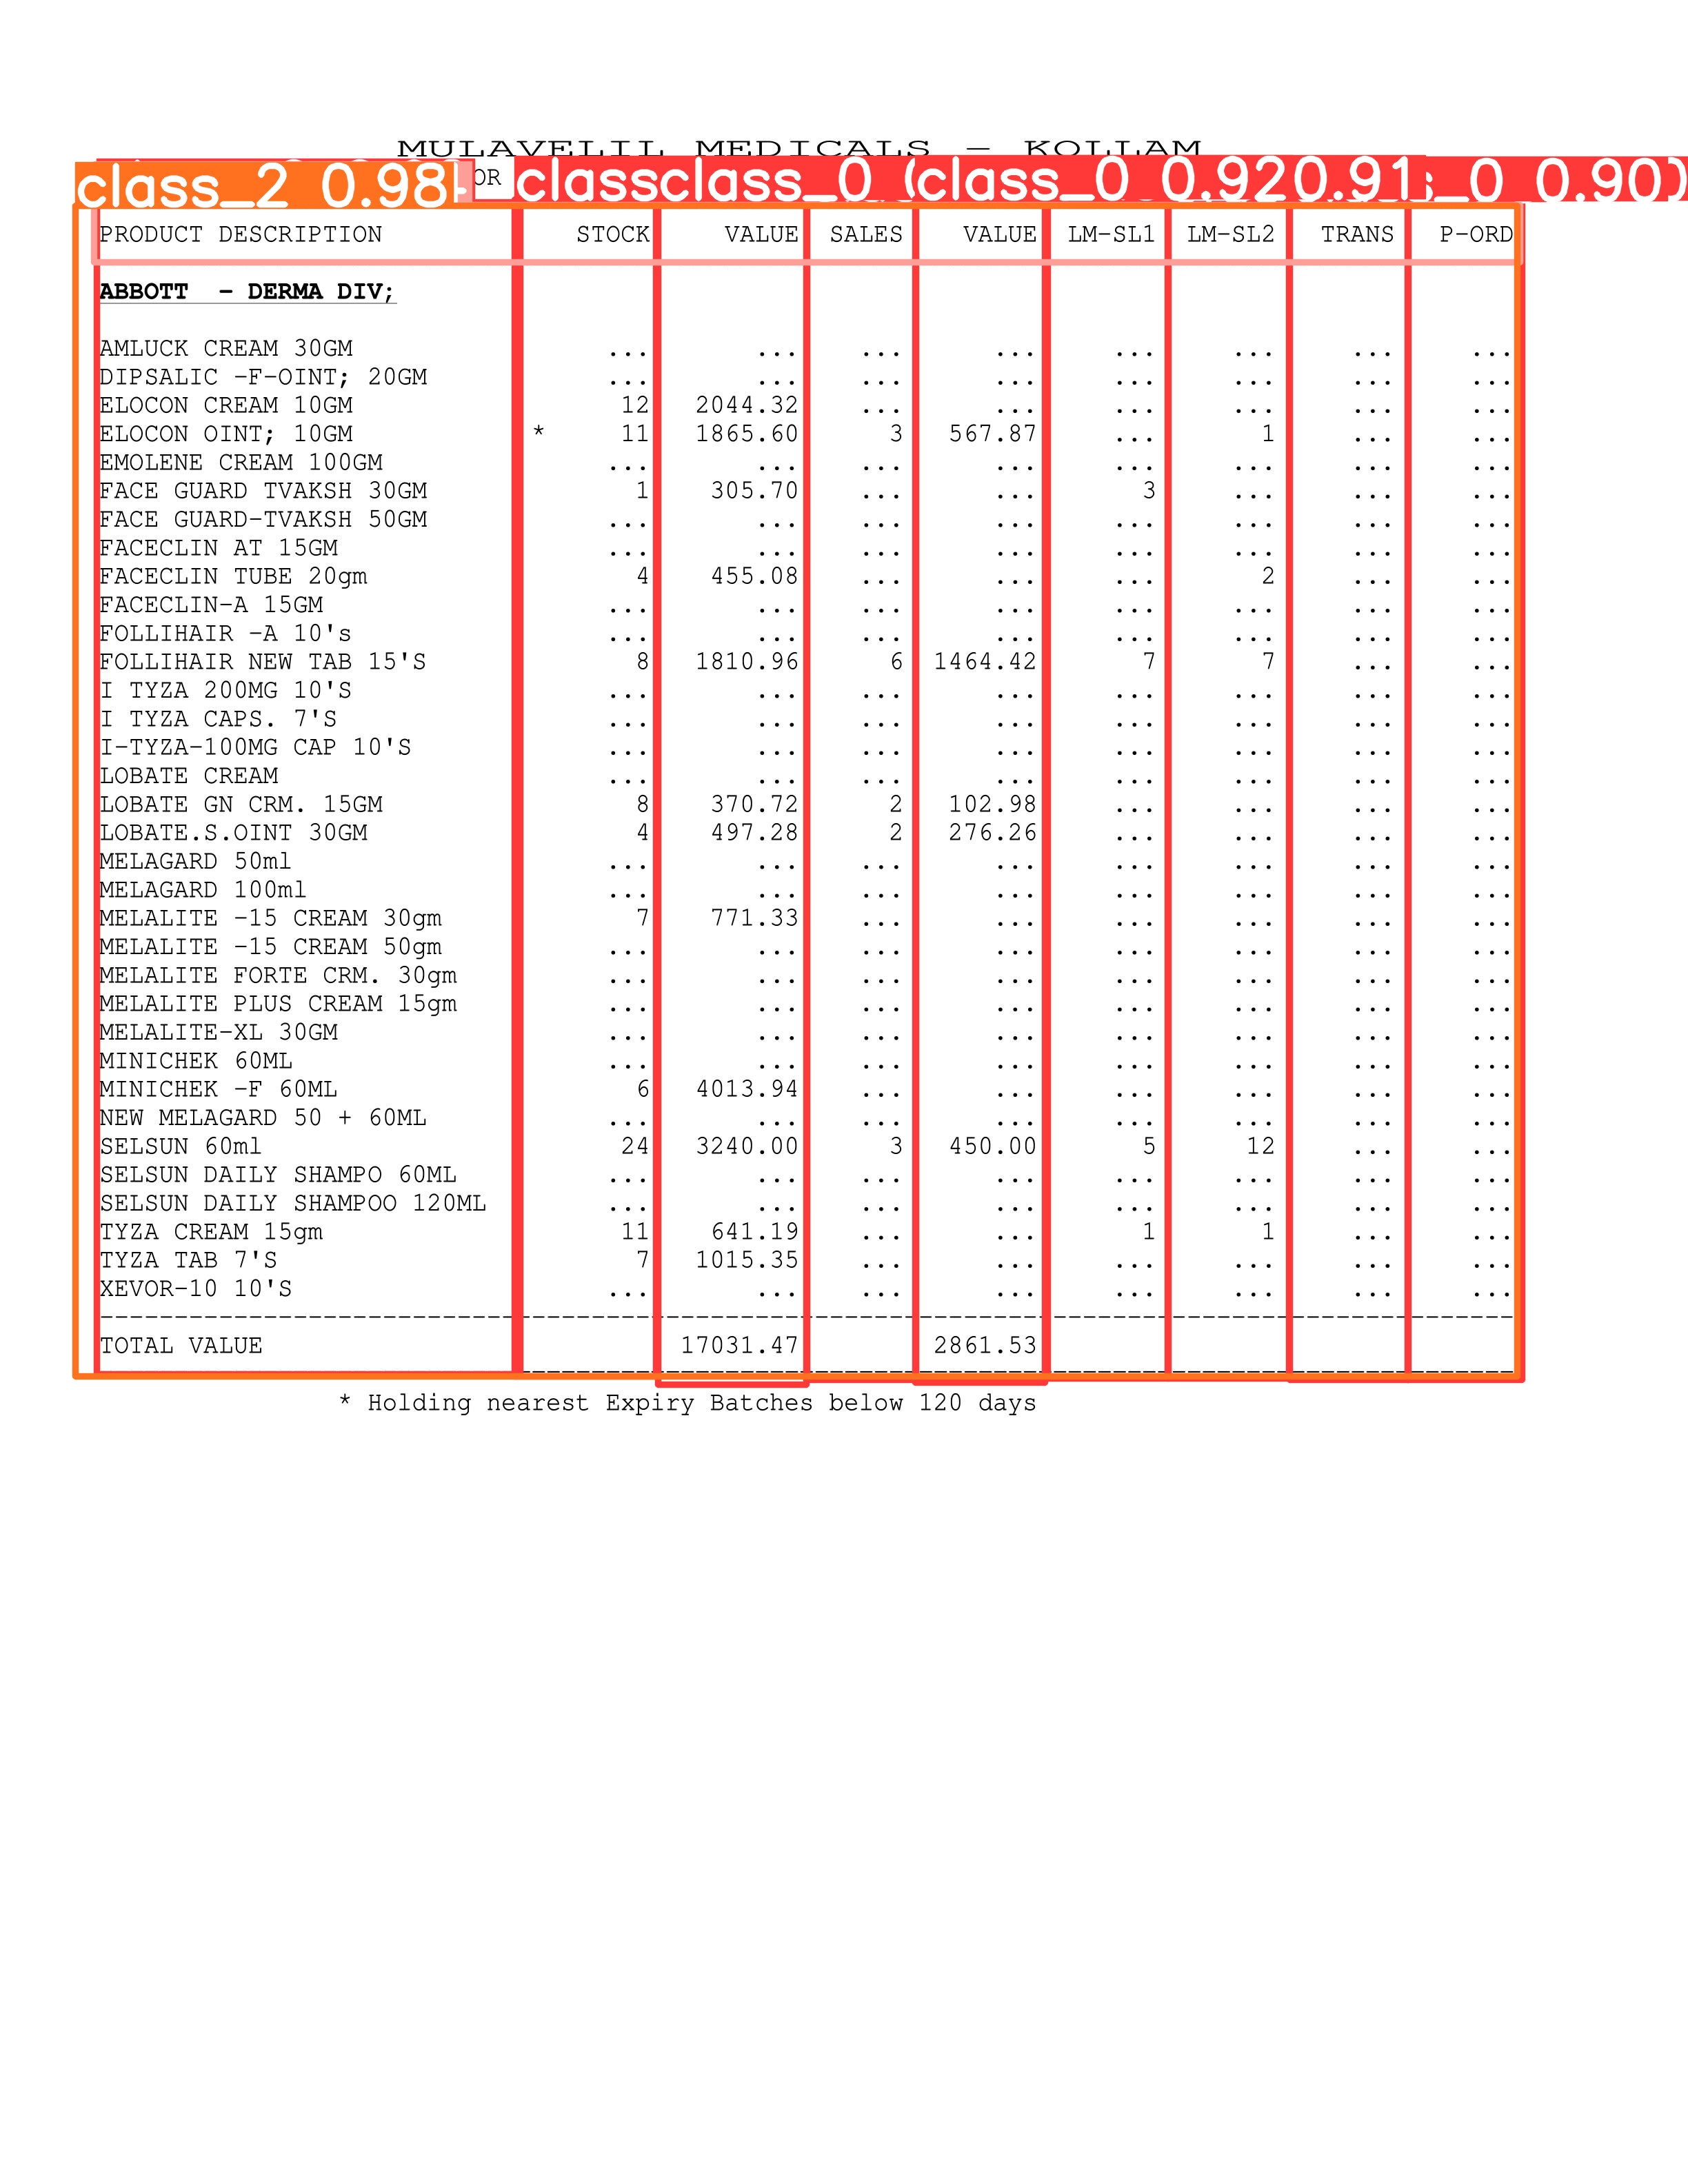 MULAVELIL MEDICALS - KOLLAM
class_2 0.98 OR class class_0 class_0 0.92 0.91 _0 0.90
PRODUCT DESCRIPTION STOCK VALUE SALES VALUE LM-SL1 LM-SL2 TRANS P-ORD
ABBOTT - DERMA DIV;
AMLUCK CREAM 30GM ... ... ... ... ... ... ... ...
DIPSALIC -F-OINT; 20GM ... ... ... ... ... ... ... ...
ELOCON CREAM 10GM 12 2044.32 ... ... ... ... ... ...
ELOCON OINT; 10GM * 11 1865.60 3 567.87 ... 1 ... ...
EMOLENE CREAM 100GM ... ... ... ... ... ... ... ...
FACE GUARD TVAKSH 30GM 1 305.70 ... ... 3 ... ... ...
FACE GUARD-TVAKSH 50GM ... ... ... ... ... ... ... ...
FACECLIN AT 15GM ... ... ... ... ... ... ... ...
FACECLIN TUBE 20gm 4 455.08 ... ... ... 2 ... ...
FACECLIN-A 15GM ... ... ... ... ... ... ... ...
FOLLIHAIR -A 10's ... ... ... ... ... ... ... ...
FOLLIHAIR NEW TAB 15'S 8 1810.96 6 1464.42 7 7 ... ...
I TYZA 200MG 10'S ... ... ... ... ... ... ... ...
I TYZA CAPS. 7'S ... ... ... ... ... ... ... ...
I-TYZA-100MG CAP 10'S ... ... ... ... ... ... ... ...
LOBATE CREAM ... ... ... ... ... ... ... ...
LOBATE GN CRM. 15GM 8 370.72 2 102.98 ... ... ... ...
LOBATE.S.OINT 30GM 4 497.28 2 276.26 ... ... ... ...
MELAGARD 50ml ... ... ... ... ... ... ... ...
MELAGARD 100ml ... ... ... ... ... ... ... ...
MELALITE -15 CREAM 30gm 7 771.33 ... ... ... ... ... ...
MELALITE -15 CREAM 50gm ... ... ... ... ... ... ... ...
MELALITE FORTE CRM. 30gm ... ... ... ... ... ... ... ...
MELALITE PLUS CREAM 15gm ... ... ... ... ... ... ... ...
MELALITE-XL 30GM ... ... ... ... ... ... ... ...
MINICHEK 60ML ... ... ... ... ... ... ... ...
MINICHEK -F 60ML 6 4013.94 ... ... ... ... ... ...
NEW MELAGARD 50 + 60ML ... ... ... ... ... ... ... ...
SELSUN 60ml 24 3240.00 3 450.00 5 12 ... ...
SELSUN DAILY SHAMPO 60ML ... ... ... ... ... ... ... ...
SELSUN DAILY SHAMPOO 120ML ... ... ... ... ... ... ... ...
TYZA CREAM 15gm 11 641.19 ... ... 1 1 ... ...
TYZA TAB 7'S 7 1015.35 ... ... ... ... ... ...
XEVOR-10 10'S ... ... ... ... ... ... ... ...
TOTAL VALUE 17031.47 2861.53
* Holding nearest Expiry Batches below 120 days